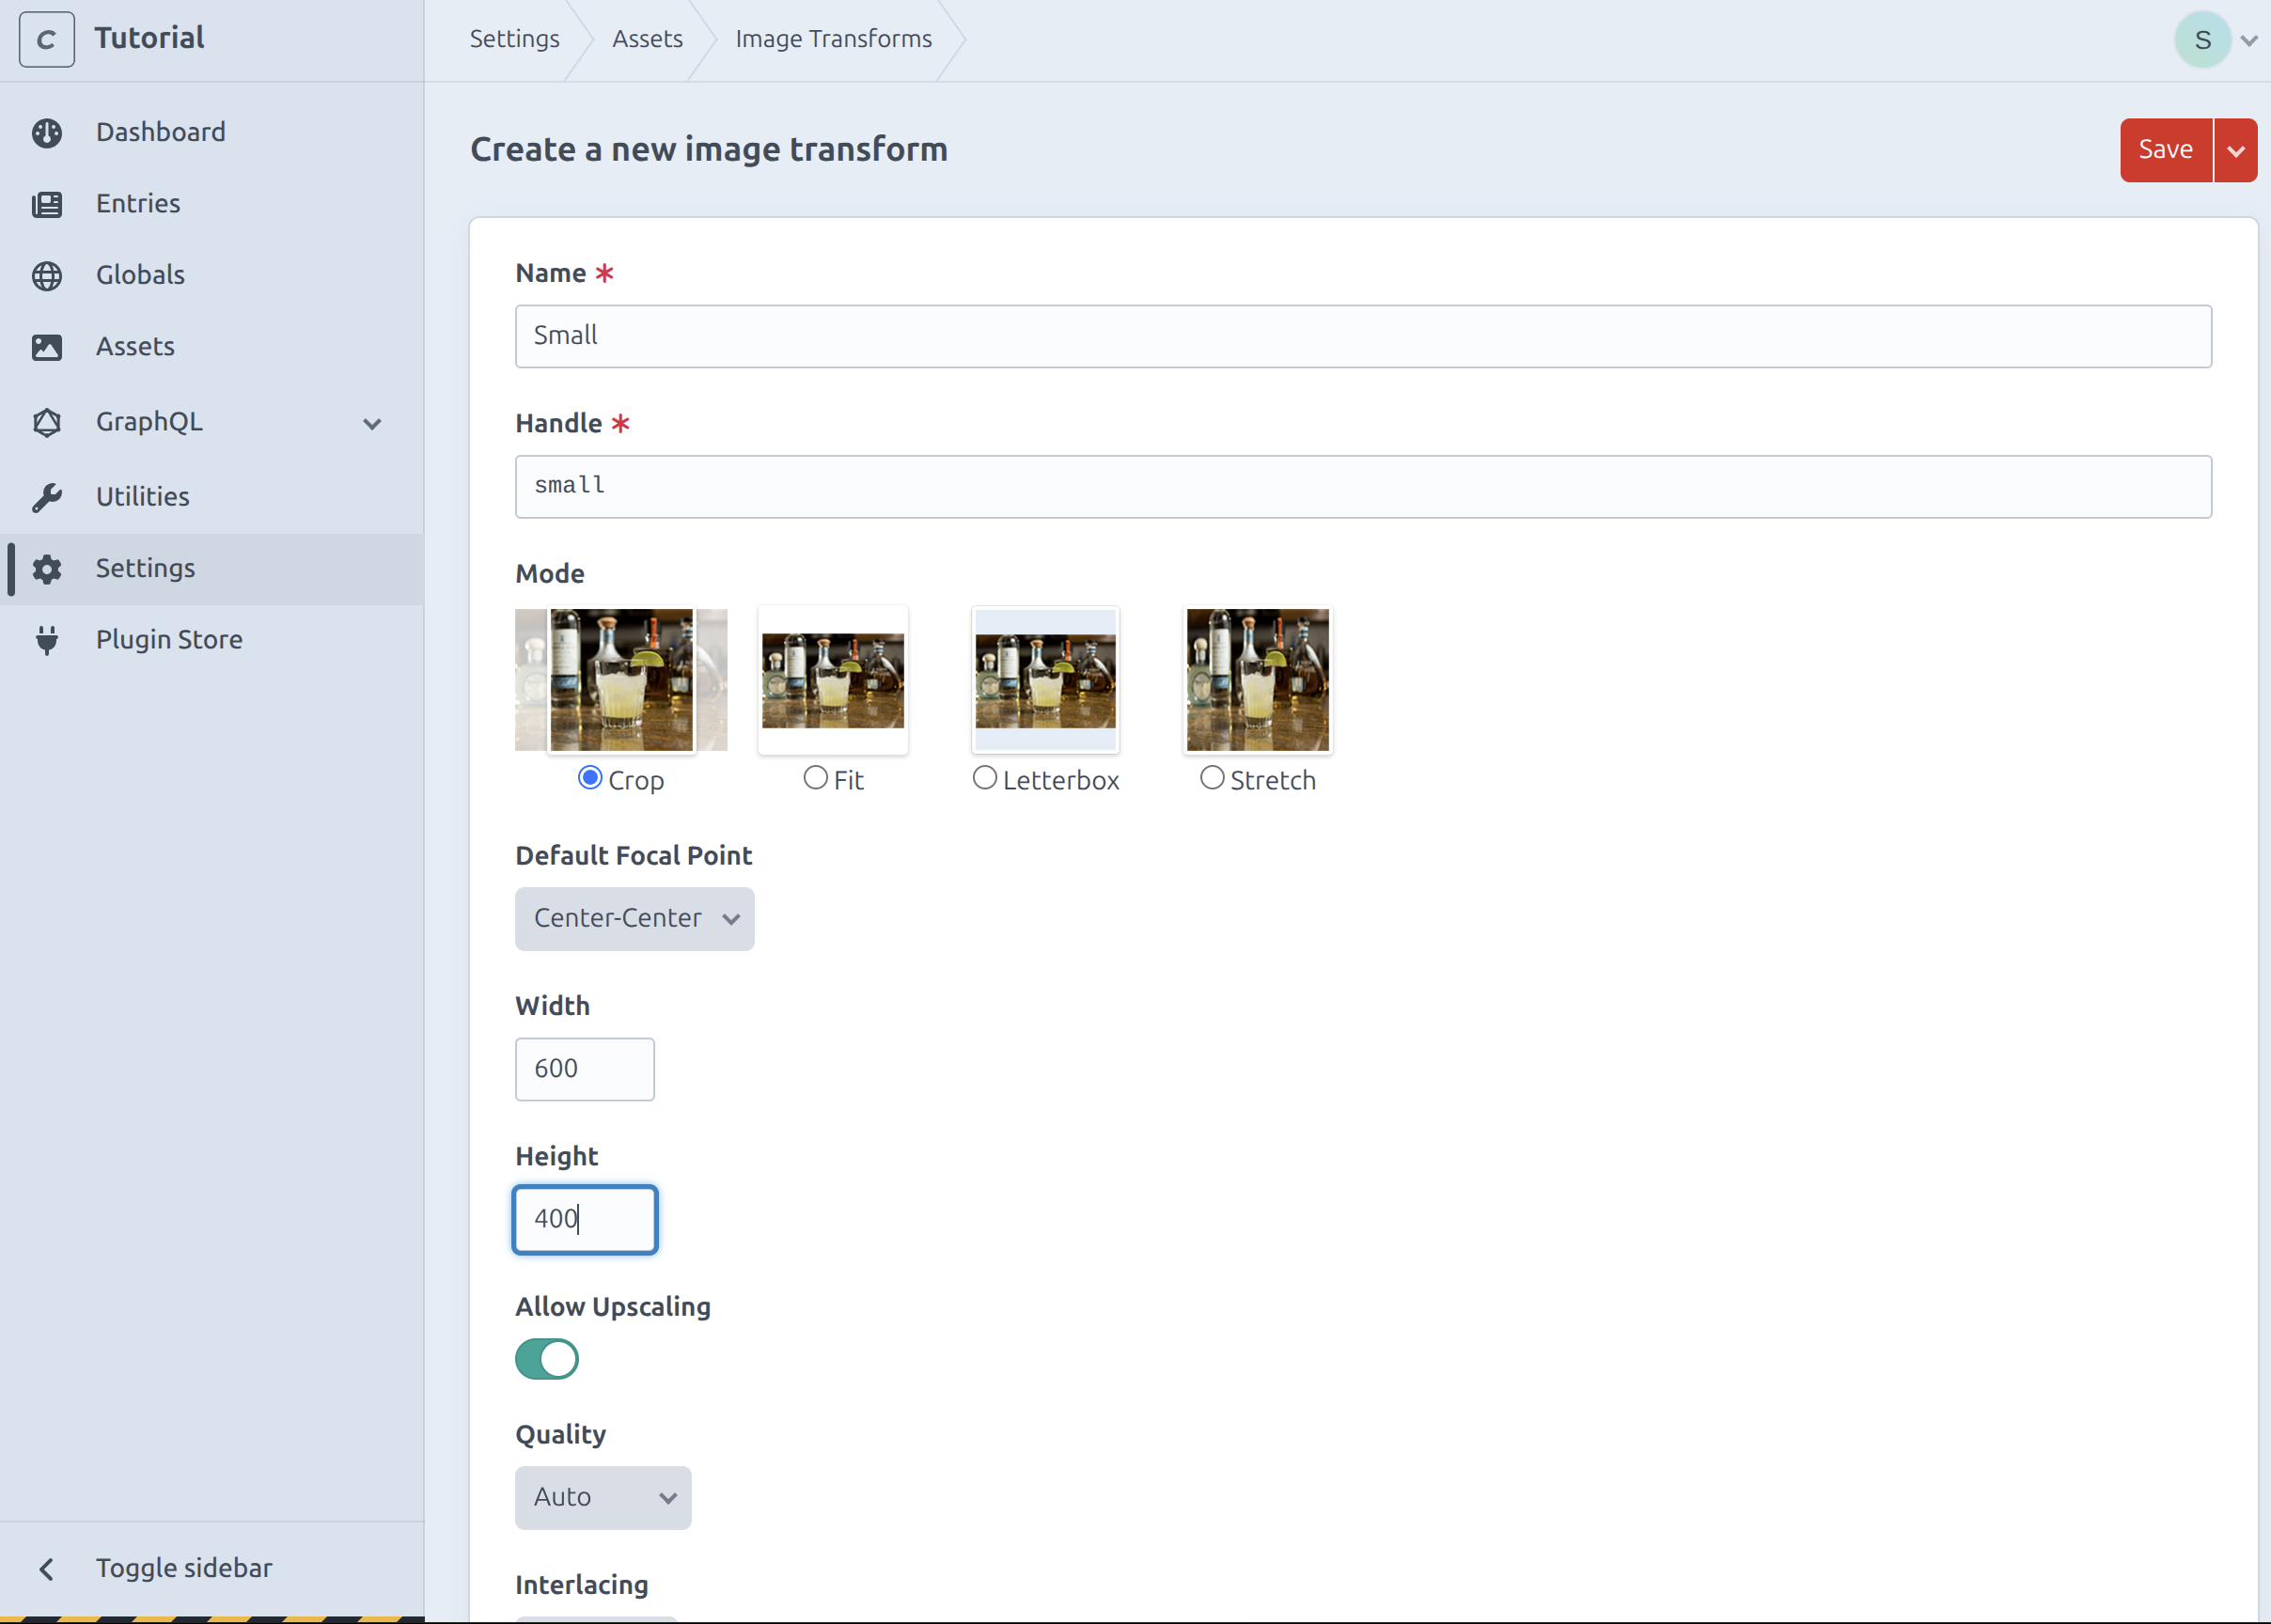 C Tutorial
Settings Assets Image Transforms
S
Dashboard
Entries
Globals
Assets
GraphQL
Utilities
Settings
Plugin Store
Toggle sidebar
Create a new image transform
Save
Name *
Small
Handle *
small
Mode
Crop Fit Letterbox Stretch
Default Focal Point
Center-Center
Width
600
Height
400
Allow Upscaling
Quality
Auto
Interlacing